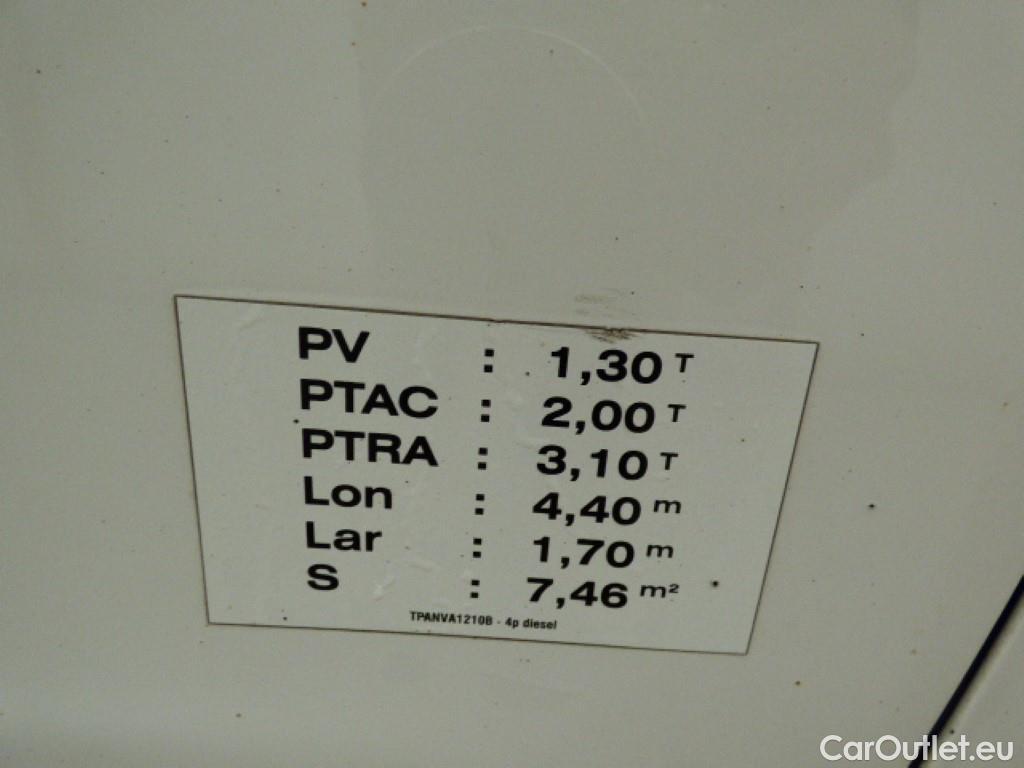 PV : 1,30 T
PTAC : 2,00 T
PTRA : 3,10 T
Lon : 4,40 m
Lar : 1,70 m
S : 7,46 m²
TPANVA1210B - 4p diesel
CarOutlet.eu